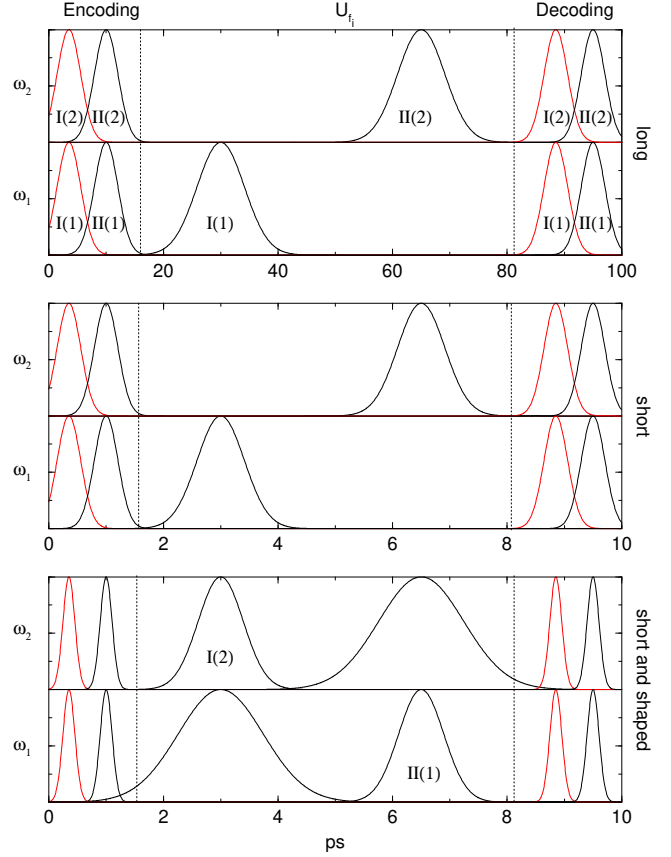 Encoding U_{f_i} Decoding
ω₂ I(2) II(2) II(2) I(2) II(2)
ω₁ I(1) II(1) I(1) I(1) II(1)
long
0 20 40 60 80 100
ω₂
ω₁
short
0 2 4 6 8 10
ω₂ I(2)
ω₁ II(1)
short and shaped
0 2 4 6 8 10
ps